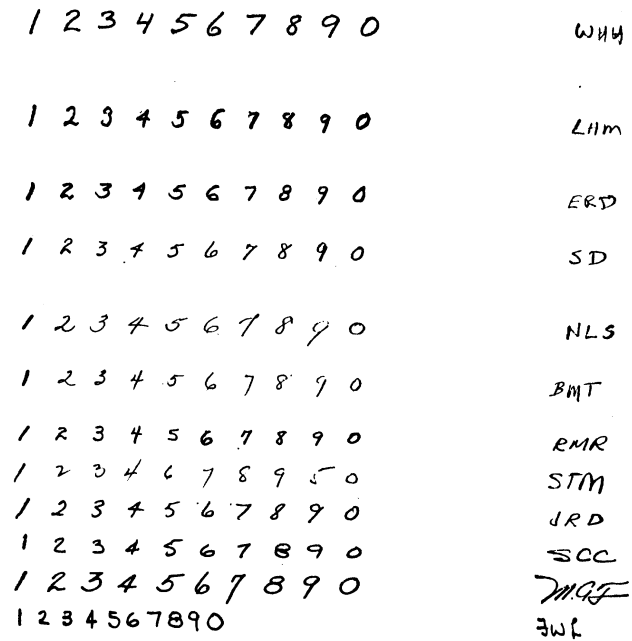 1 2 3 4 5 6 7 8 9 0 WHH
1 2 3 4 5 6 7 8 9 0 LHM
1 2 3 4 5 6 7 8 9 0 ERD
1 2 3 4 5 6 7 8 9 0 SD
1 2 3 4 5 6 7 8 9 0 NLS
1 2 3 4 5 6 7 8 9 0 BMT
1 2 3 4 5 6 7 8 9 0 RMR
1 2 3 4 6 7 8 9 5 0 STM
1 2 3 4 5 6 7 8 9 0 JRD
1 2 3 4 5 6 7 8 9 0 SCC
1 2 3 4 5 6 7 8 9 0
1 2 3 4 5 6 7 8 9 0